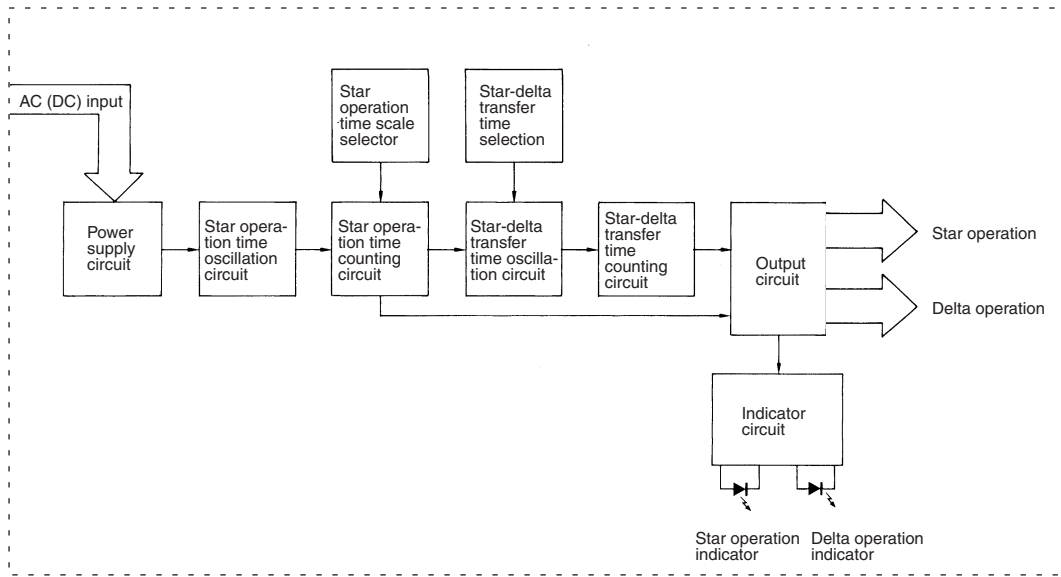 AC (DC) input
Star
operation
time scale
selector
Star-delta
transfer
time
selection
Power
supply
circuit
Star opera-
tion time
oscillation
circuit
Star opera-
tion time
counting
circuit
Star-delta
transfer
time oscilla-
tion circuit
Star-delta
transfer
time
counting
circuit
Output
circuit
Star operation
Delta operation
Indicator
circuit
Star operation
indicator
Delta operation
indicator